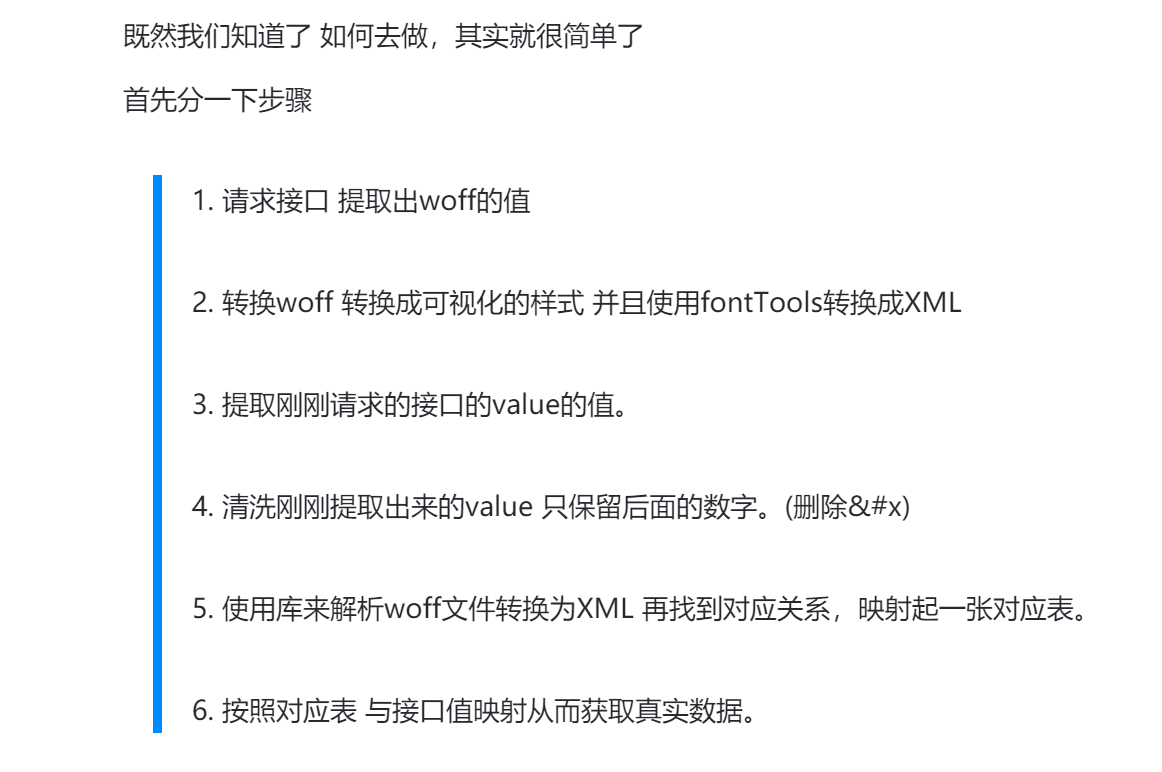 既然我们知道了 如何去做，其实就很简单了
首先分一下步骤
1. 请求接口 提取出woff的值
2. 转换woff 转换成可视化的样式 并且使用fontTools转换成XML
3. 提取刚刚请求的接口的value的值。
4. 清洗刚刚提取出来的value 只保留后面的数字。(删除&#x)
5. 使用库来解析woff文件转换为XML 再找到对应关系，映射起一张对应表。
6. 按照对应表 与接口值映射从而获取真实数据。